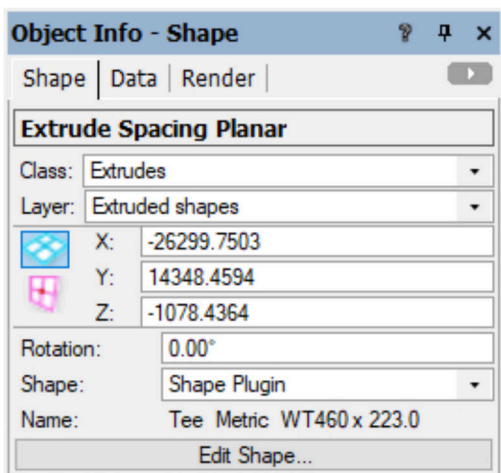 Object Info - Shape ? ×
Shape Data Render
Extrude Spacing Planar
Class: Extrudes
Layer: Extruded shapes
X: -26299.7503
Y: 14348.4594
Z: -1078.4364
Rotation: 0.00°
Shape: Shape Plugin
Name: Tee Metric WT460 x 223.0
Edit Shape...